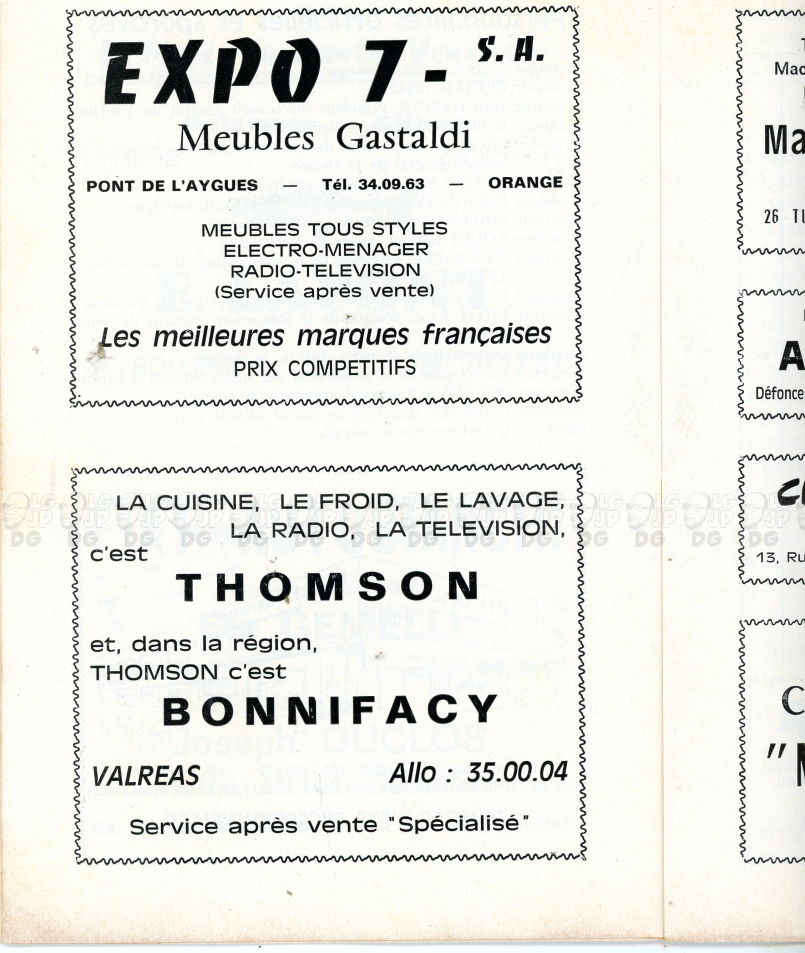 EXPO 7- S.A.
Meubles Gastaldi
PONT DE L'AYGUES — Tél. 34.09.63 — ORANGE
MEUBLES TOUS STYLES
ELECTRO-MENAGER
RADIO-TELEVISION
(Service après vente)
Les meilleures marques françaises
PRIX COMPETITIFS
LA CUISINE, LE FROID, LE LAVAGE,
LA RADIO, LA TELEVISION,
c'est
THOMSON
et, dans la région,
THOMSON c'est
BONNIFACY
VALREAS Allo : 35.00.04
Service après vente "Spécialisé"
Mac
Ma
26
A
Défonce
13, Ru
C
"